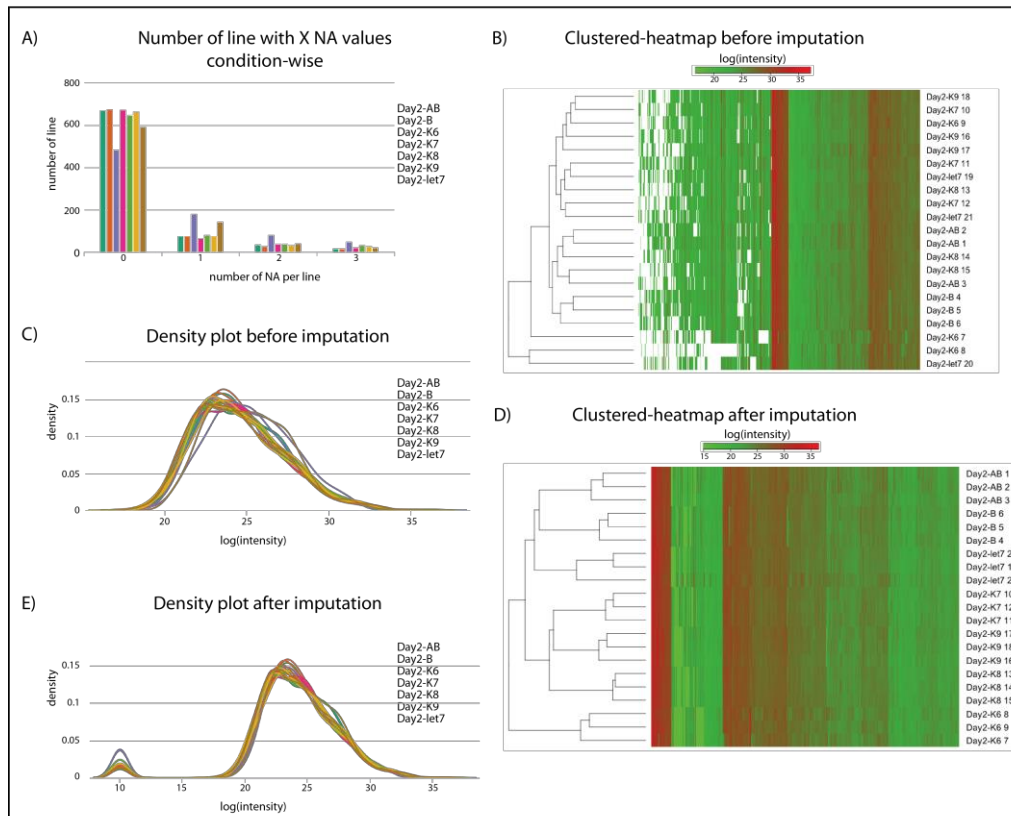 A)
Number of line with X NA values
condition-wise
800
600
400
200
0
number of line
0 1 2 3
number of NA per line
Day2-AB
Day2-B
Day2-K6
Day2-K7
Day2-K8
Day2-K9
Day2-let7
B)
Clustered-heatmap before imputation
log(intensity)
20 25 30 35
Day2-K9 18
Day2-K7 10
Day2-K6 9
Day2-K9 16
Day2-K9 17
Day2-K7 11
Day2-let7 19
Day2-K8 13
Day2-K7 12
Day2-let7 21
Day2-AB 2
Day2-AB 1
Day2-K8 14
Day2-K8 15
Day2-AB 3
Day2-B 4
Day2-B 5
Day2-B 6
Day2-K6 7
Day2-K6 8
Day2-let7 20
C)
Density plot before imputation
0.15
0.1
0.05
0
density
20 25 30 35
log(intensity)
Day2-AB
Day2-B
Day2-K6
Day2-K7
Day2-K8
Day2-K9
Day2-let7
D)
Clustered-heatmap after imputation
log(intensity)
15 20 25 30 35
Day2-AB 1
Day2-AB 2
Day2-AB 3
Day2-B 6
Day2-B 5
Day2-B 4
Day2-let7 2
Day2-let7 1
Day2-let7 2
Day2-K7 10
Day2-K7 12
Day2-K7 11
Day2-K9 17
Day2-K9 18
Day2-K9 16
Day2-K8 13
Day2-K8 14
Day2-K8 15
Day2-K6 8
Day2-K6 9
Day2-K6 7
E)
Density plot after imputation
0.15
0.1
0.05
0
density
10 15 20 25 30 35
log(intensity)
Day2-AB
Day2-B
Day2-K6
Day2-K7
Day2-K8
Day2-K9
Day2-let7